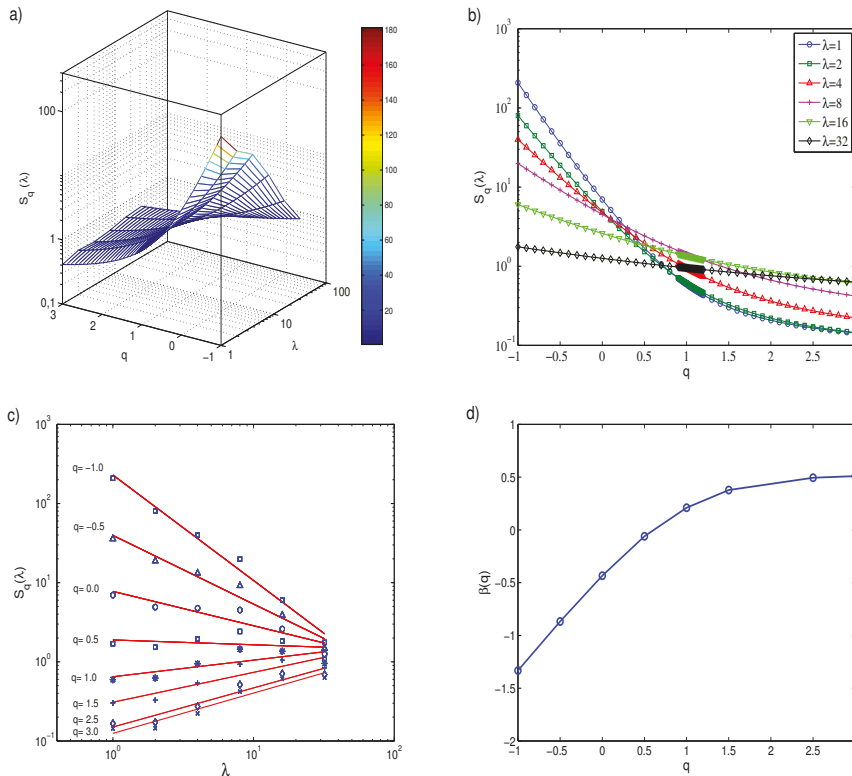 a)
S_q (λ)
100
1
0,1
3
2
1
0
-1
q
1
10
100
λ
180
160
140
120
100
80
60
40
20
b)
S_q(λ)
10^3
10^2
10^1
10^0
10^-1
-1
-0.5
0
0.5
1
1.5
2
2.5
q
λ=1
λ=2
λ=4
λ=8
λ=16
λ=32
c)
S_q(λ)
10^3
10^2
10^1
10^0
10^-1
q= -1.0
q= -0.5
q= 0.0
q= 0.5
q= 1.0
q= 1.5
q= 2.5
q= 3.0
10^0
10^1
10^2
λ
d)
β(q)
1
0.5
0
-0.5
-1
-1.5
-2
-1
-0.5
0
0.5
1
1.5
2
2.5
q